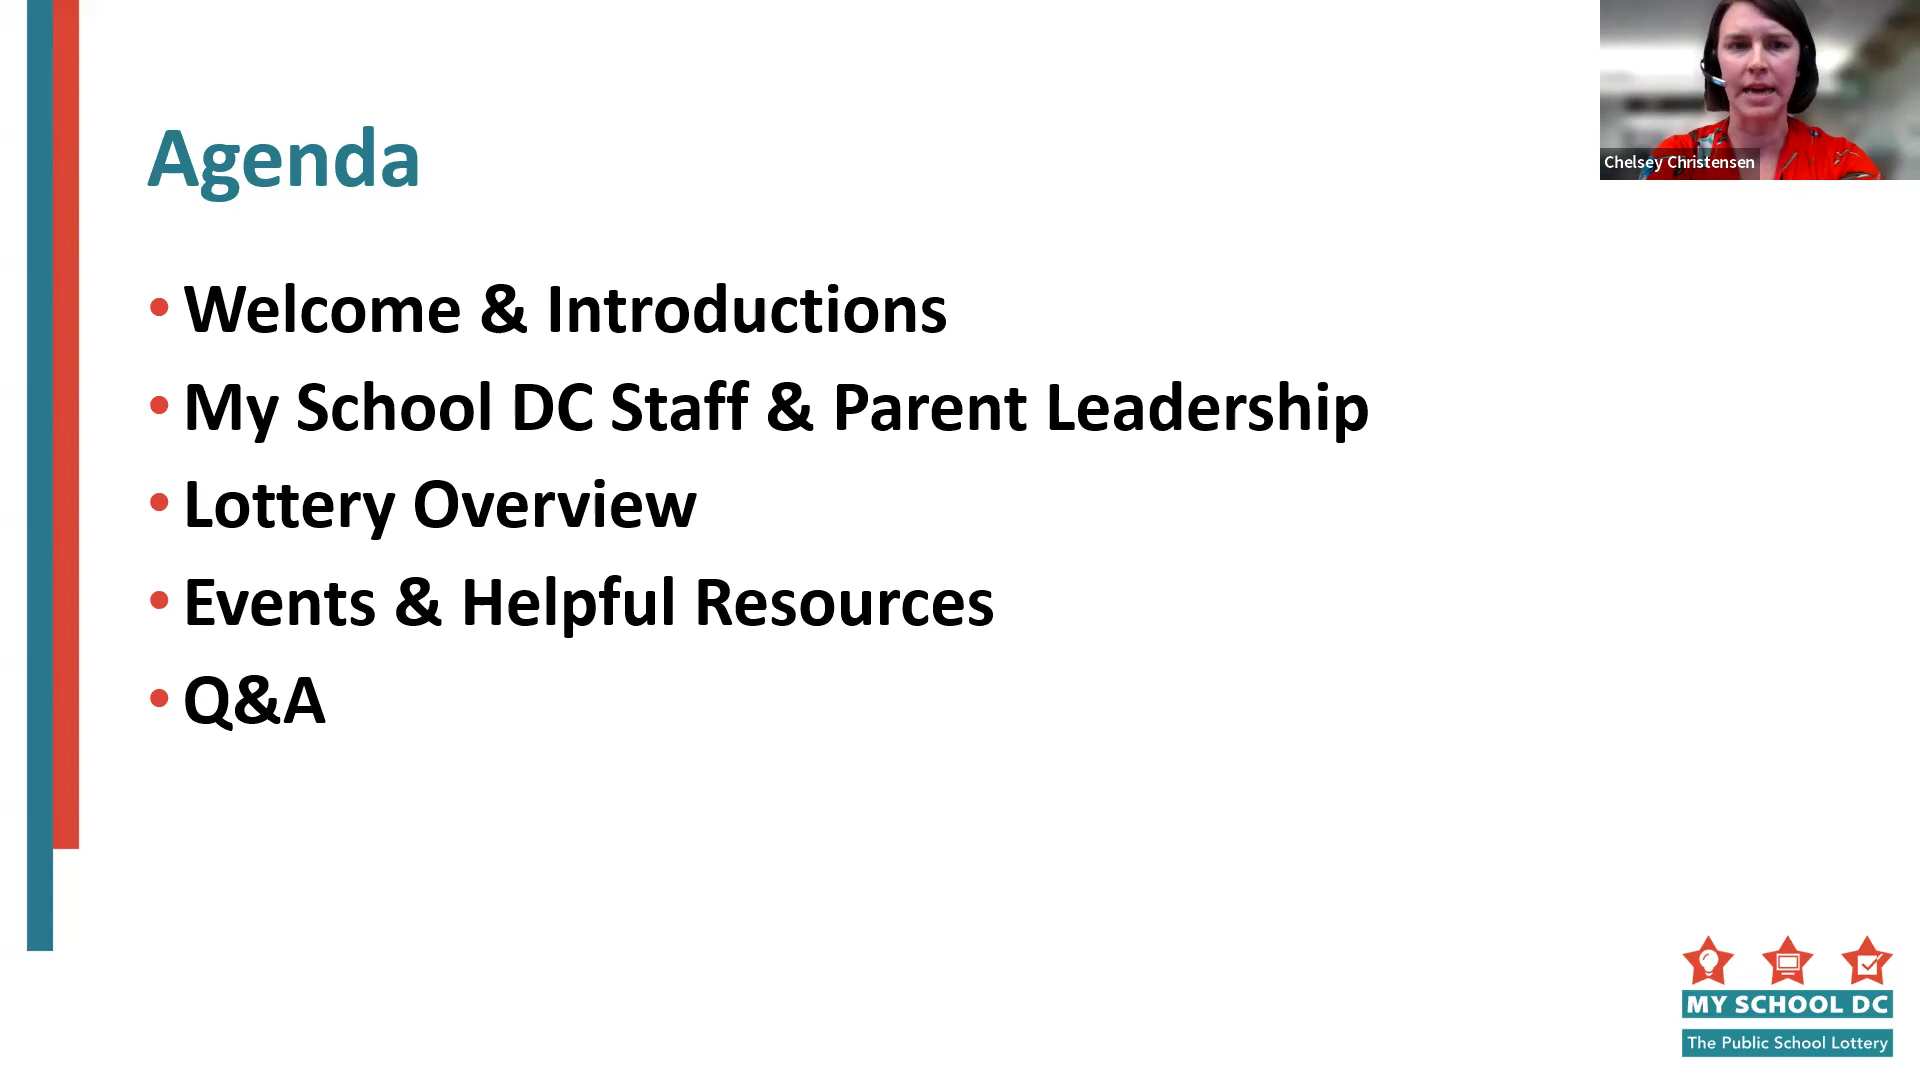 Agenda
• Welcome & Introductions
• My School DC Staff & Parent Leadership
• Lottery Overview
• Events & Helpful Resources
• Q&A
Chelsey Christensen
MY SCHOOL DC
The Public School Lottery